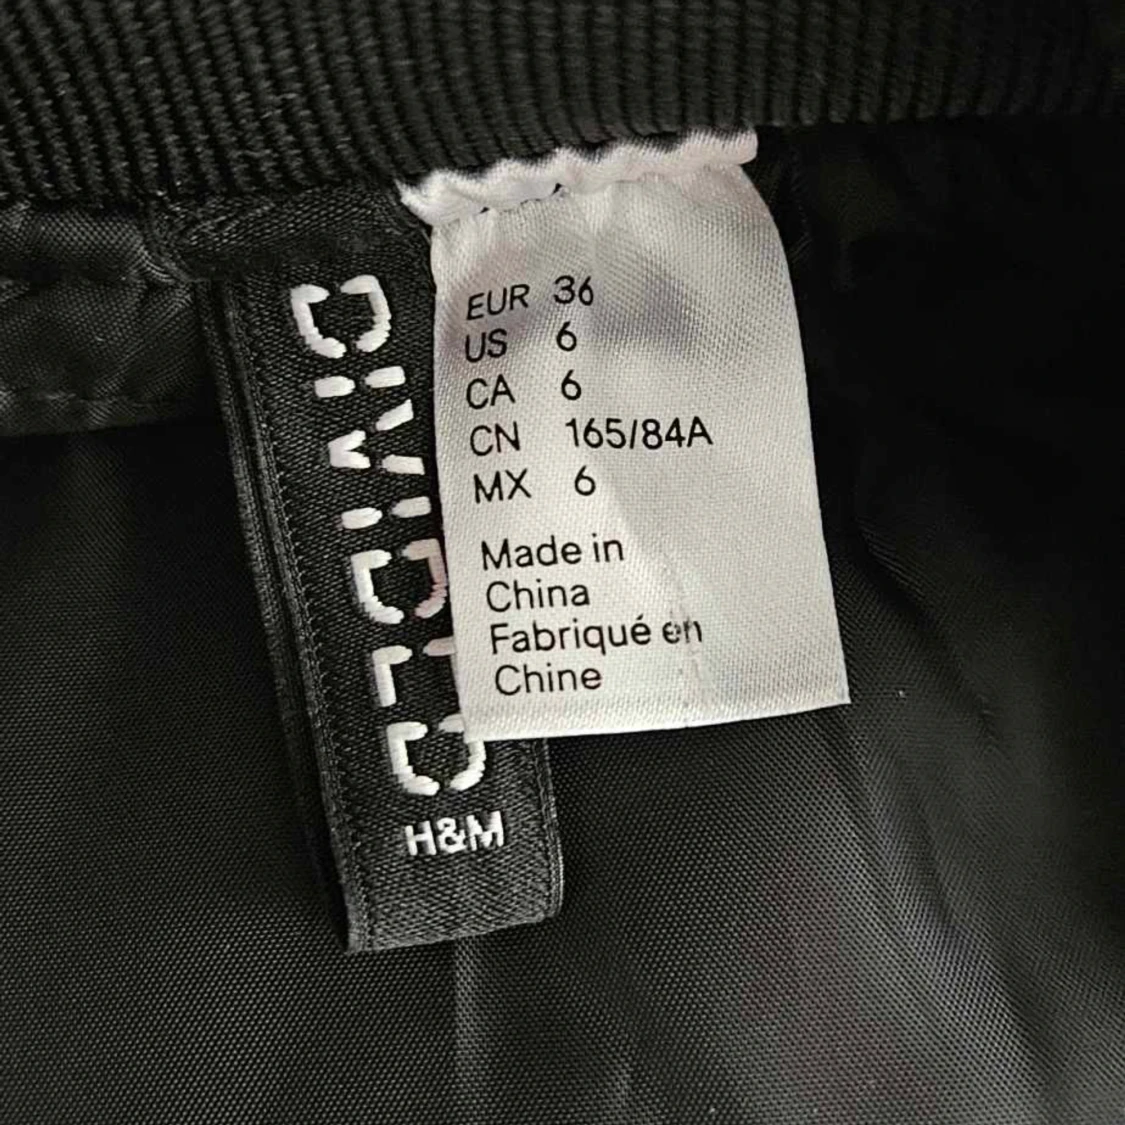 DIVIDED
H&M
EUR 36
US 6
CA 6
CN 165/84A
MX 6
Made in
China
Fabriqué en
Chine